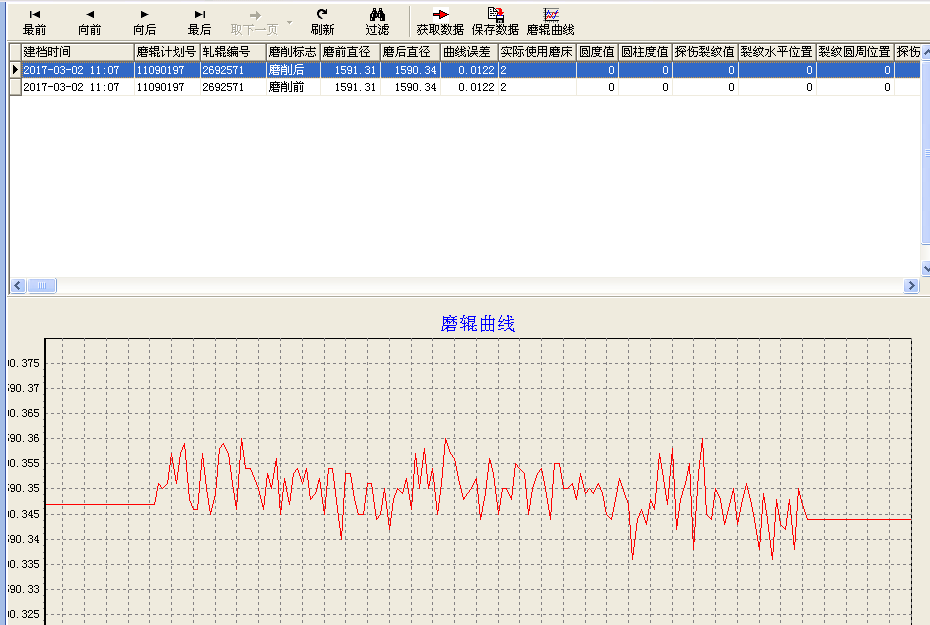 最前 向前 向后 最后 取下一页 刷新 过滤 获取数据 保存数据 磨辊曲线
建档时间 磨辊计划号 轧辊编号 磨削标志 磨前直径 磨后直径 曲线误差 实际使用磨床 圆度值 圆柱度值 探伤裂纹值 裂纹水平位置 裂纹圆周位置 探伤
2017-03-02 11:07 11090197 2692571 磨削后 1591.31 1590.34 0.0122 2 0 0 0 0 0
2017-03-02 11:07 11090197 2692571 磨削前 1591.31 1590.34 0.0122 2 0 0 0 0 0
磨辊曲线
0.375
90.37
0.365
90.36
0.355
90.35
0.345
90.34
0.335
90.33
0.325